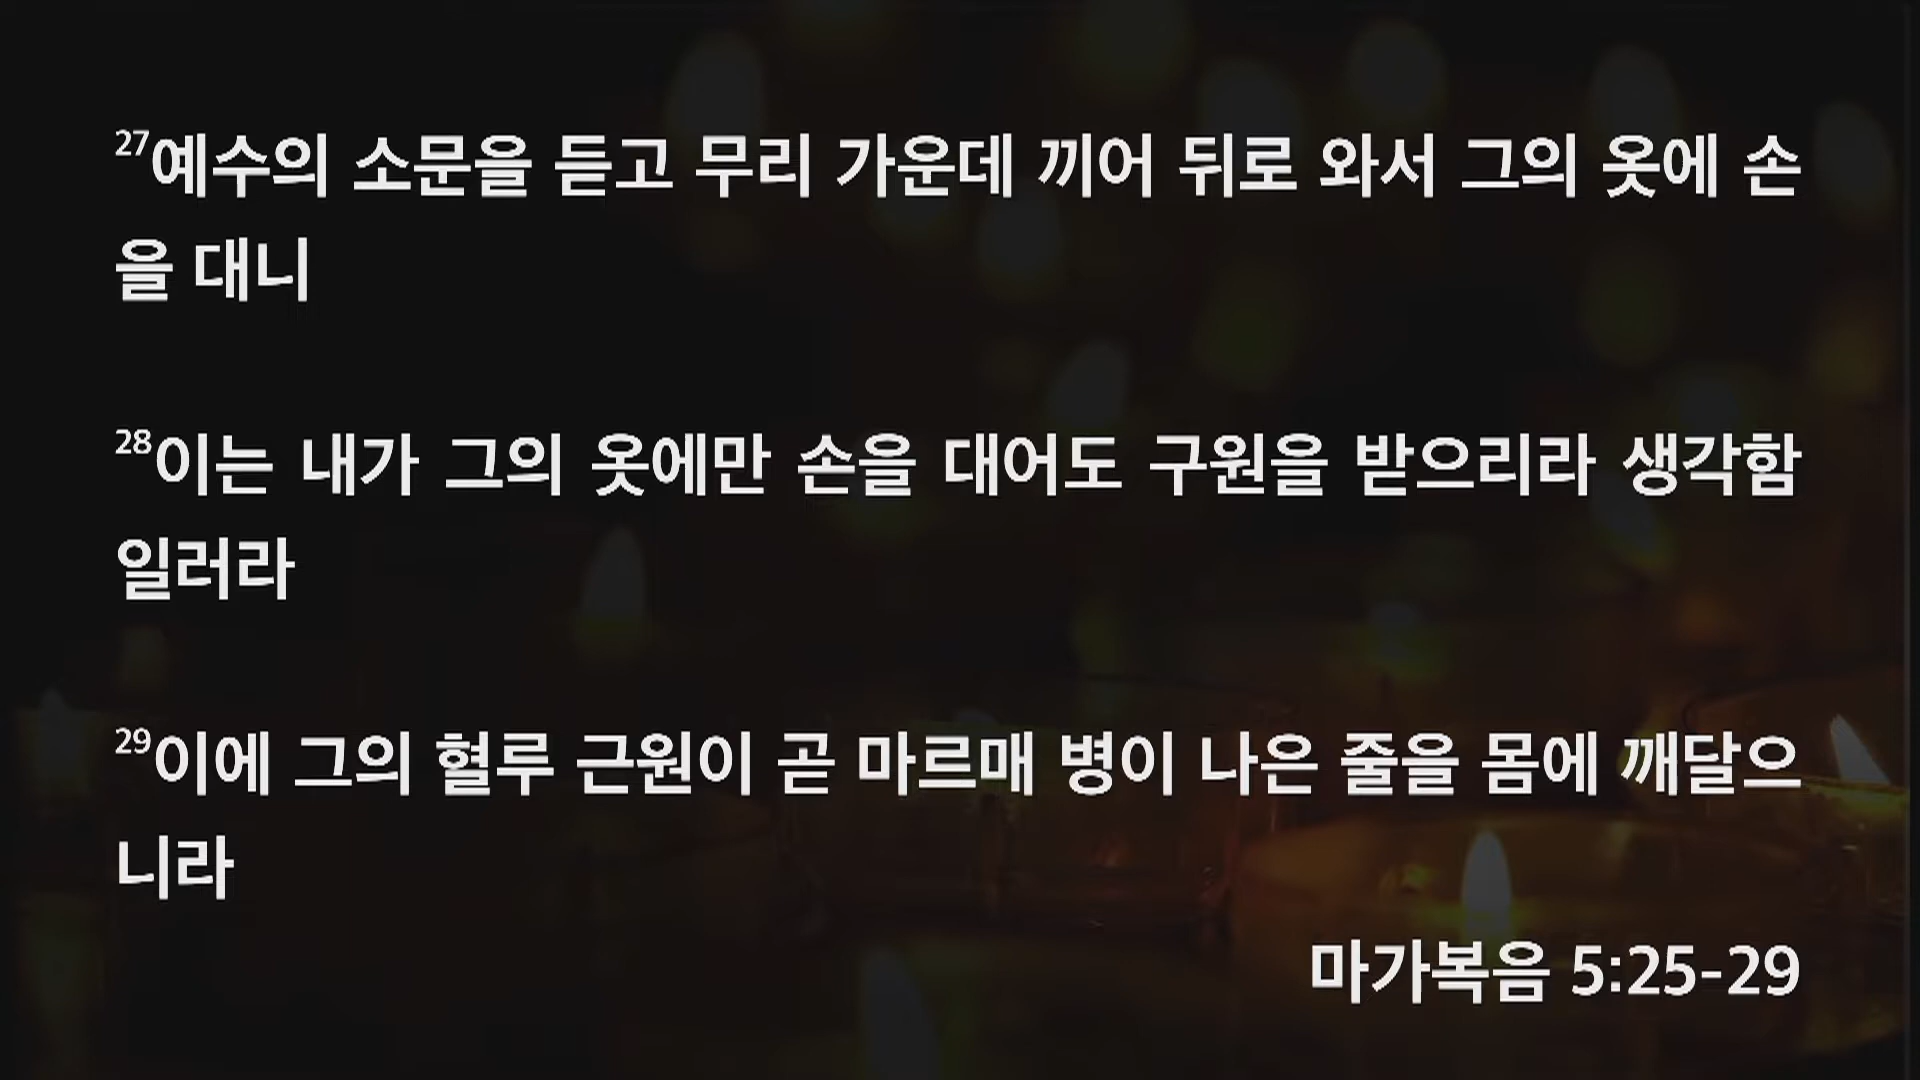 27예수의 소문을 듣고 무리 가운데 끼어 뒤로 와서 그의 옷에 손
을 대니
28이는 내가 그의 옷에만 손을 대어도 구원을 받으리라 생각함
일러라
29이에 그의 혈루 근원이 곧 마르매 병이 나은 줄을 몸에 깨달으
니라
마가복음 5:25-29